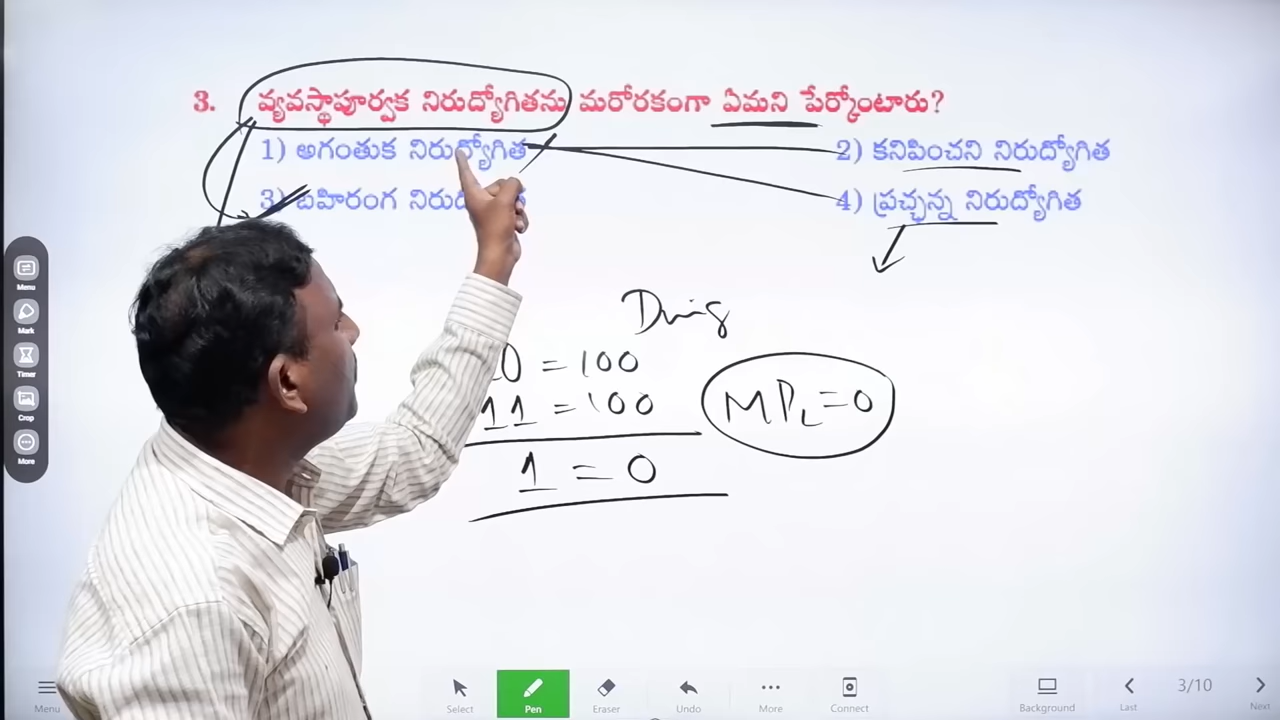 3. వ్యవస్థాపూర్వక నిరుద్యోగితను మరోరకంగా ఏమని పేర్కోంటారు?
1) అగంతుక నిరుద్యోగిత 2) కనిపించని నిరుద్యోగిత
3) బహిరంగ 4) ప్రచ్ఛన్న నిరుద్యోగిత
= 100
11 = 100 MPL = 0
1 = 0
Menu
Mark
Timer
Crop
More
Menu Select Pen Eraser Undo More Connect Background Last 3/10 Next